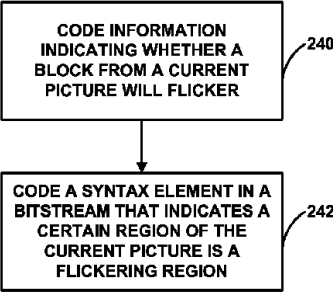 CODE INFORMATION
INDICATING WHETHER A
BLOCK FROM A CURRENT
PICTURE WILL FLICKER
240
CODE A SYNTAX ELEMENT IN A
BITSTREAM THAT INDICATES A
CERTAIN REGION OF THE
CURRENT PICTURE IS A
FLICKERING REGION
242